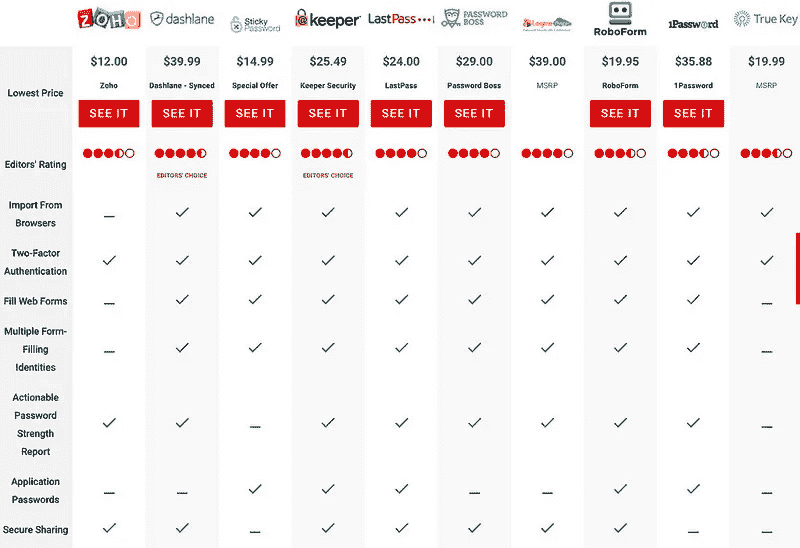 ZOHO dashlane Sticky Password keeper LastPass PASSWORD BOSS RoboForm 1Password True Key
Lowest Price $12.00 $39.99 $14.99 $25.49 $24.00 $29.00 $39.00 $19.95 $35.88 $19.99
Zoho Dashlane - Synced Special Offer Keeper Security LastPass Password Boss MSRP RoboForm 1Password MSRP
SEE IT SEE IT SEE IT SEE IT SEE IT SEE IT SEE IT SEE IT
Editors' Rating
EDITORS' CHOICE EDITORS' CHOICE
Import From
Browsers
Two-Factor
Authentication
Fill Web Forms
Multiple Form-
Filling
Identities
Actionable
Password
Strength
Report
Application
Passwords
Secure Sharing